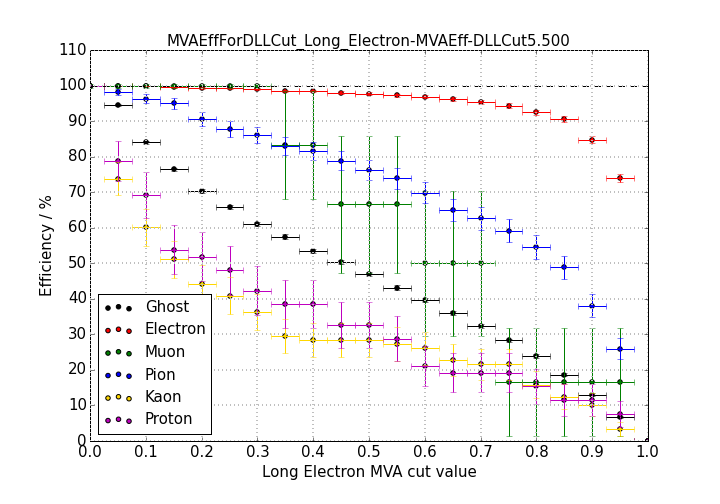 MVAEffForDLLCut_Long_Electron-MVAEff-DLLCut5.500
110
100
90
80
70
60
50
40
30
20
10
0
Efficiency / %
Ghost
Electron
Muon
Pion
Kaon
Proton
0.0 0.1 0.2 0.3 0.4 0.5 0.6 0.7 0.8 0.9 1.0
Long Electron MVA cut value